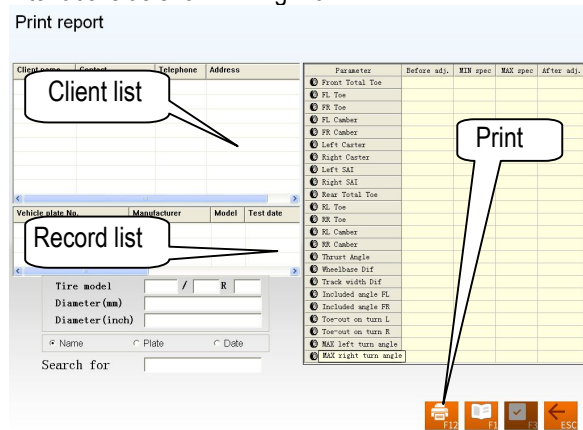 Print report
Client name Contact Telephone Address
Client list
Vehicle plate No. Manufacturer Model Test date
Record list
Tire model / R
Diameter(mm)
Diameter(inch)
Name Plate Date
Search for
Parameter Before adj. MIN spec MAX spec After adj.
Front Total Toe
FL Toe
FR Toe
FL Camber
FR Camber
Left Caster
Right Caster
Left SAI
Right SAI
Rear Total Toe
RL Toe
RR Toe
RL Camber
RR Camber
Thrust Angle
Wheelbase Dif
Track width Dif
Included angle FL
Included angle FR
Toe-out on turn L
Toe-out on turn R
MAX left turn angle
MAX right turn angle
Print
F12 F1 F3 ESC